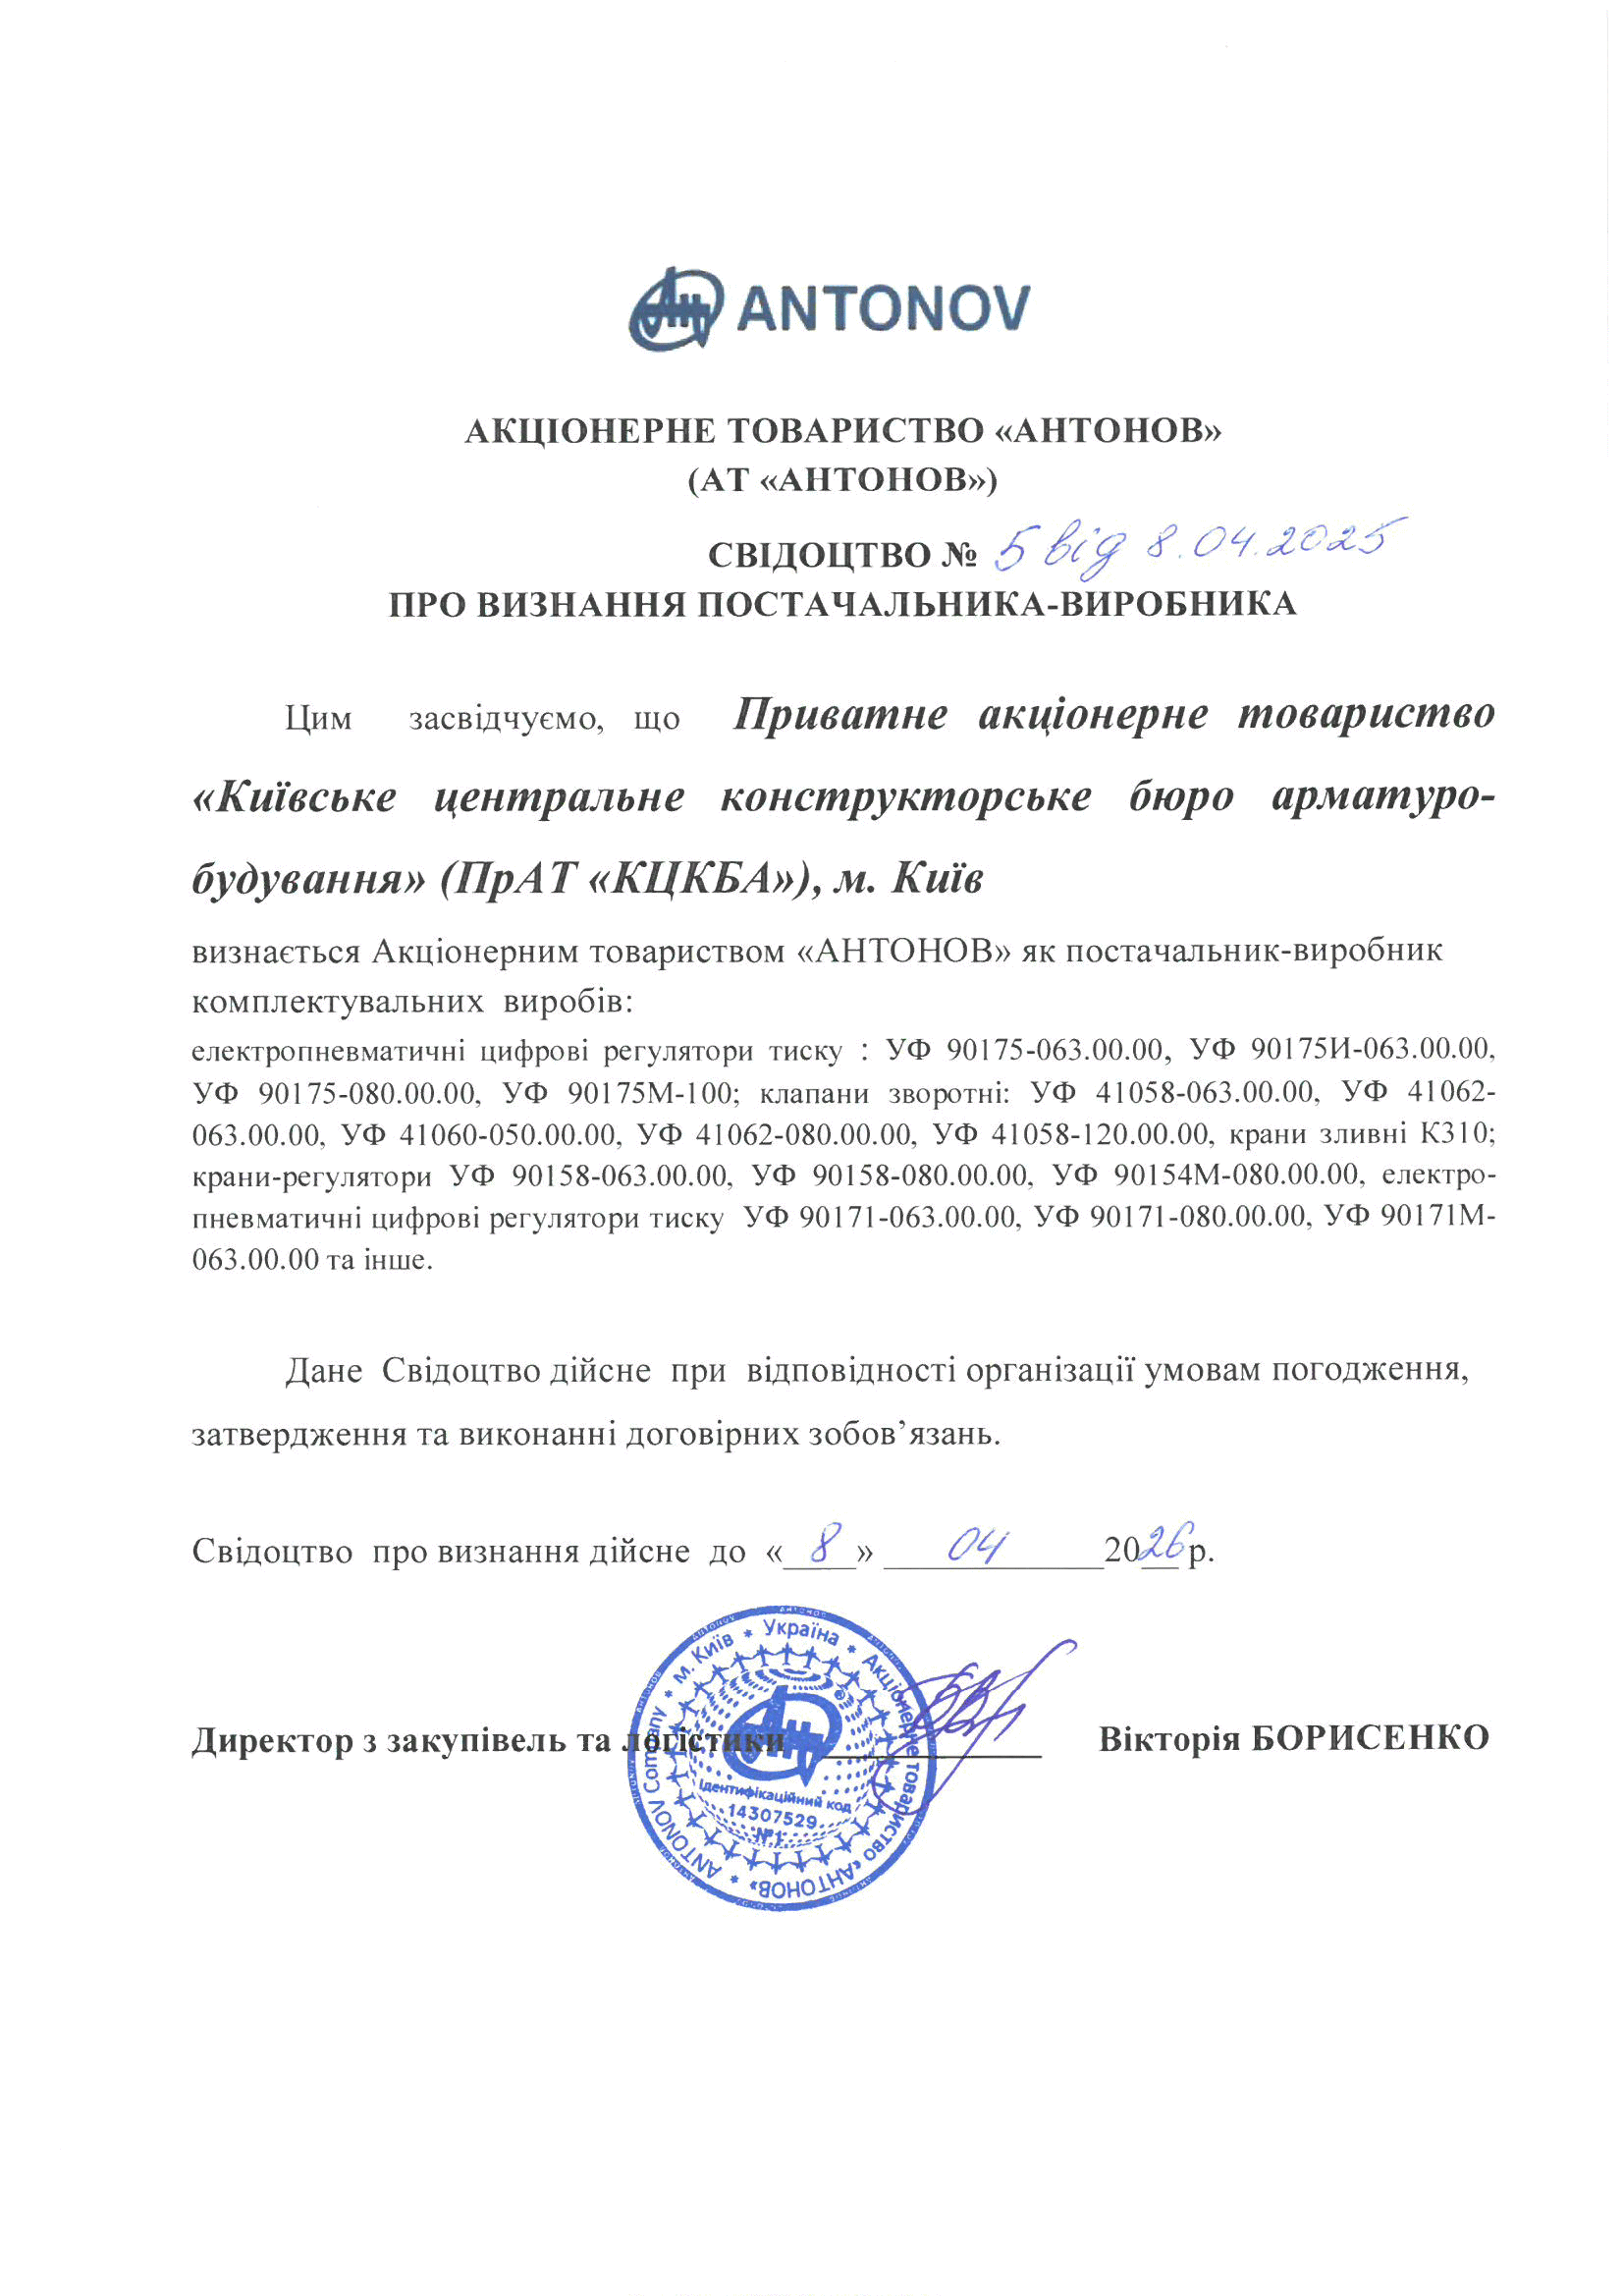 ANTONOV
АКЦІОНЕРНЕ ТОВАРИСТВО «АНТОНОВ»
(АТ «АНТОНОВ»)
СВІДОЦТВО № 5 від 8.04.2025
ПРО ВИЗНАННЯ ПОСТАЧАЛЬНИКА-ВИРОБНИКА
Цим засвідчуємо, що Приватне акціонерне товариство
«Київське центральне конструкторське бюро арматуро-
будування» (ПрАТ «КЦКБА»), м. Київ
визнається Акціонерним товариством «АНТОНОВ» як постачальник-виробник
комплектувальних виробів:
електропневматичні цифрові регулятори тиску : УФ 90175-063.00.00, УФ 90175И-063.00.00,
УФ 90175-080.00.00, УФ 90175М-100; клапани зворотні: УФ 41058-063.00.00, УФ 41062-
063.00.00, УФ 41060-050.00.00, УФ 41062-080.00.00, УФ 41058-120.00.00, крани зливні К310;
крани-регулятори УФ 90158-063.00.00, УФ 90158-080.00.00, УФ 90154М-080.00.00, електро-
пневматичні цифрові регулятори тиску УФ 90171-063.00.00, УФ 90171-080.00.00, УФ 90171М-
063.00.00 та інше.
Дане Свідоцтво дійсне при відповідності організації умовам погодження,
затвердження та виконанні договірних зобов’язань.
Свідоцтво про визнання дійсне до «8» 04 2026 р.
Директор з закупівель та логістики Вікторія БОРИСЕНКО
ANTONOV Company * м. Київ * Україна * Акціонерне товариство «АНТОНОВ» *
Ідентифікаційний код
14307529
№1